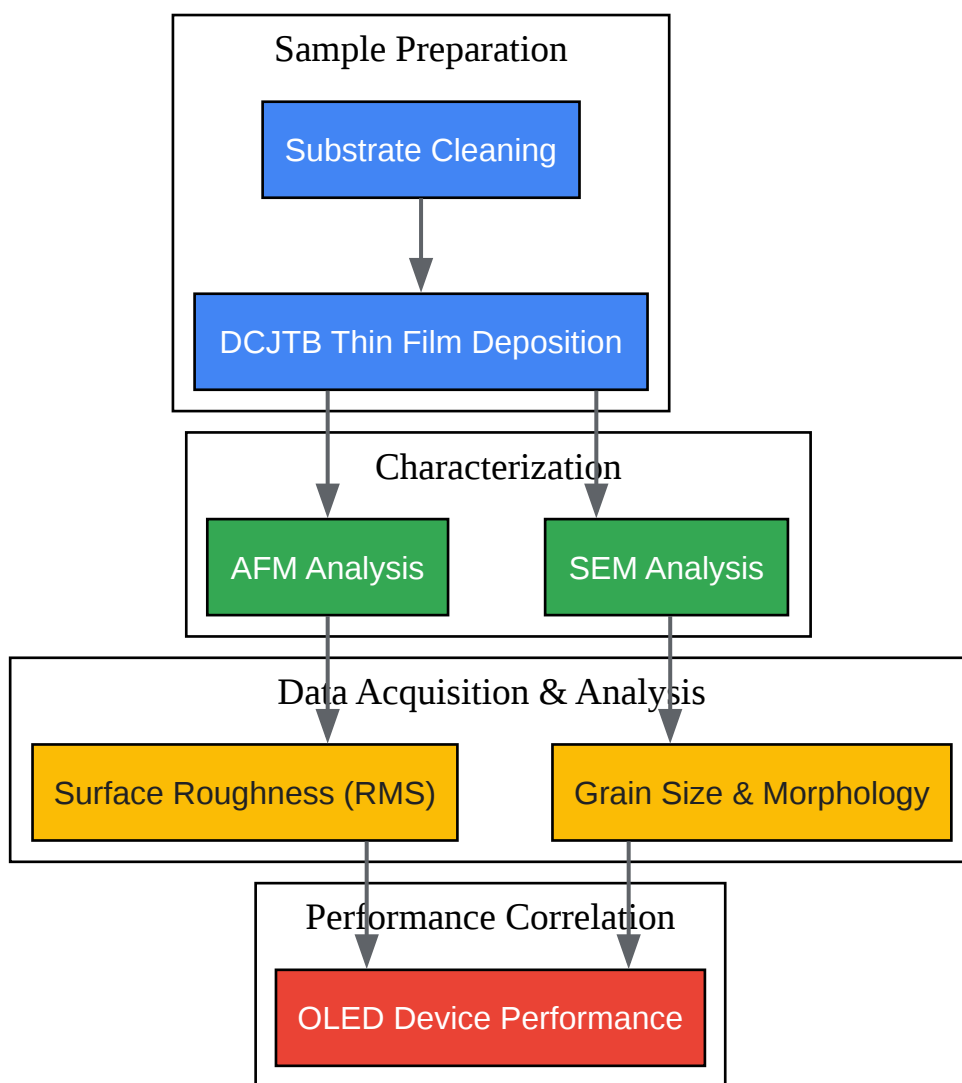 Sample Preparation
Substrate Cleaning
DCJTB Thin Film Deposition
Characterization
AFM Analysis
SEM Analysis
Data Acquisition & Analysis
Surface Roughness (RMS)
Grain Size & Morphology
Performance Correlation
OLED Device Performance